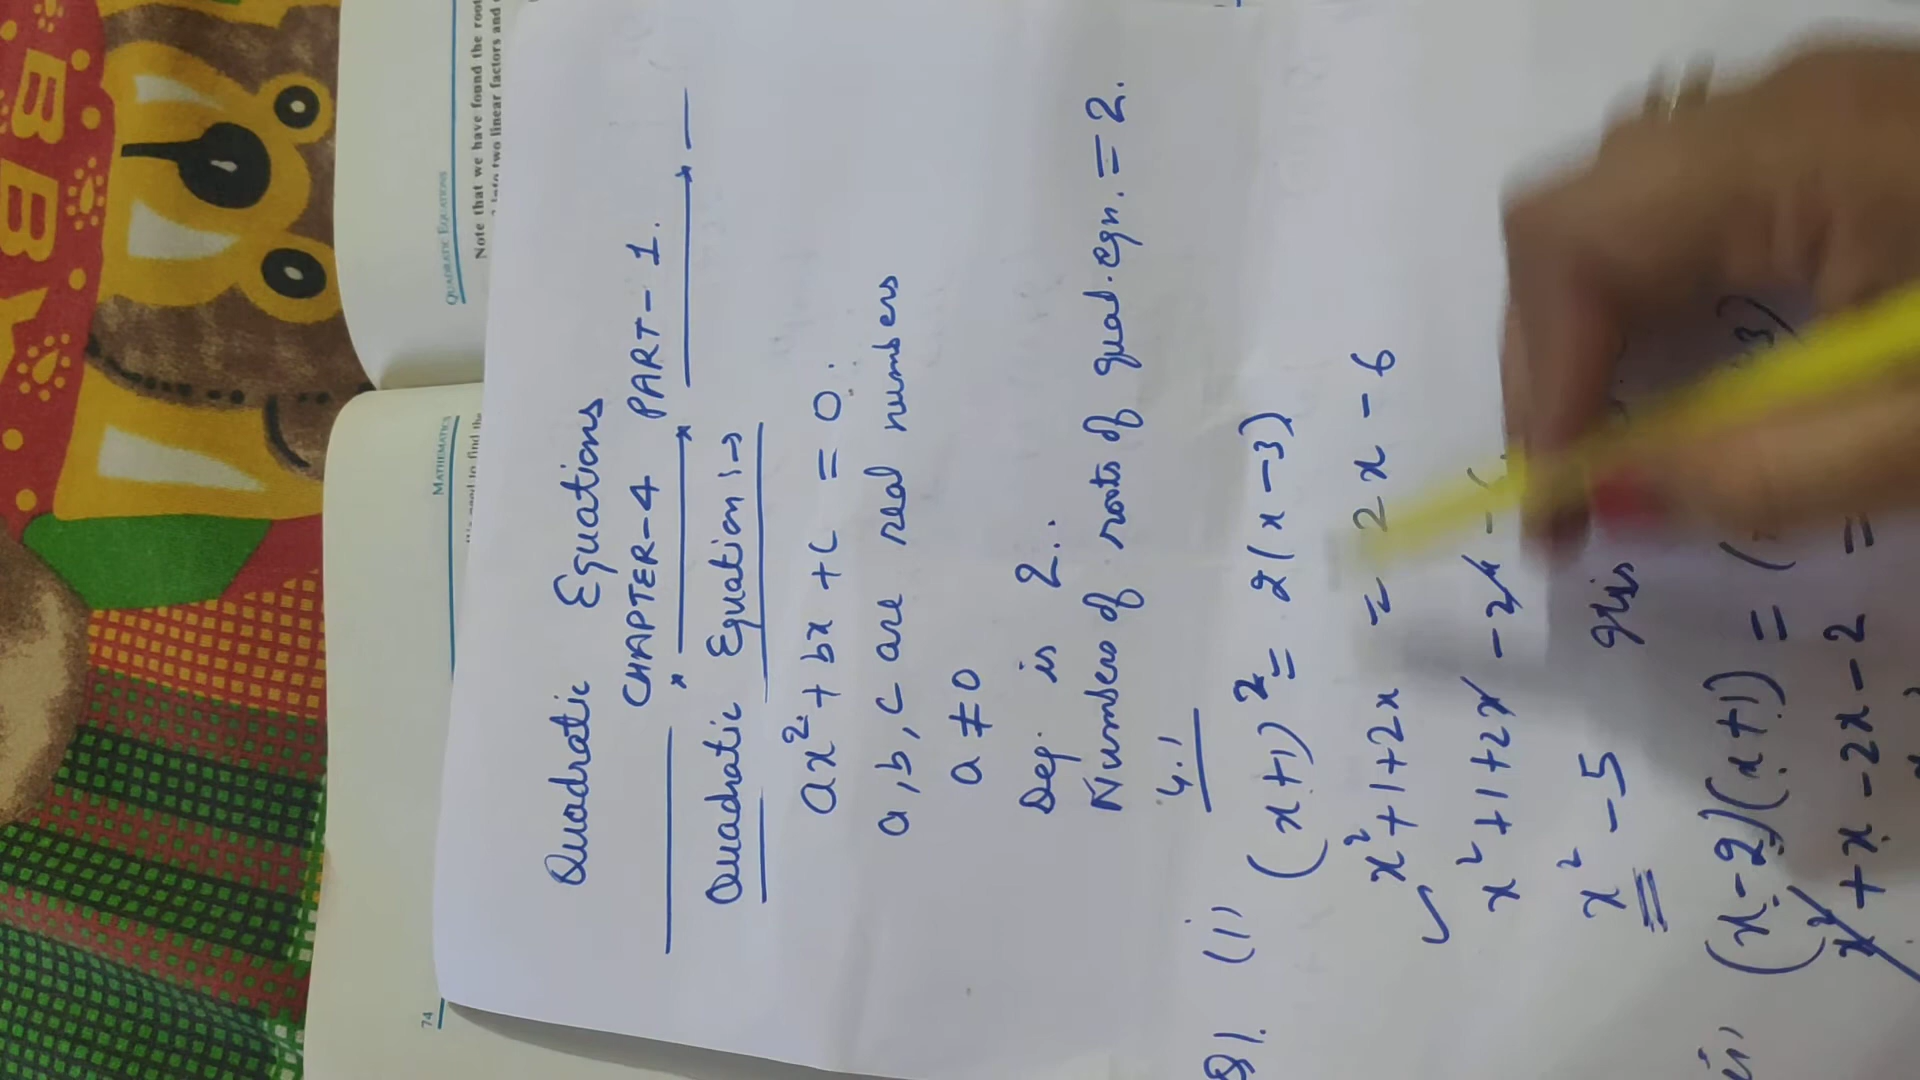 BB
BBY
QUADRATIC EQUATIONS
Note that we have found the root
into two linear factors and
74
MATHEMATICS
Quadratic Equations
CHAPTER-4 PART-1.
Quadratic Equation :→
ax² + bx + c = 0.
a, b, c are real numbers
a ≠ 0
Deg. is 2..
Numbers of roots of quad. eqn. = 2.
4.1
Q1. (i) (x+1)² = 2(x-3)
x²+1+2x = 2x - 6
x²+1+2x - 2x -
x² - 5
(x-2)(x+1) = (
x² + x - 2x - 2 =